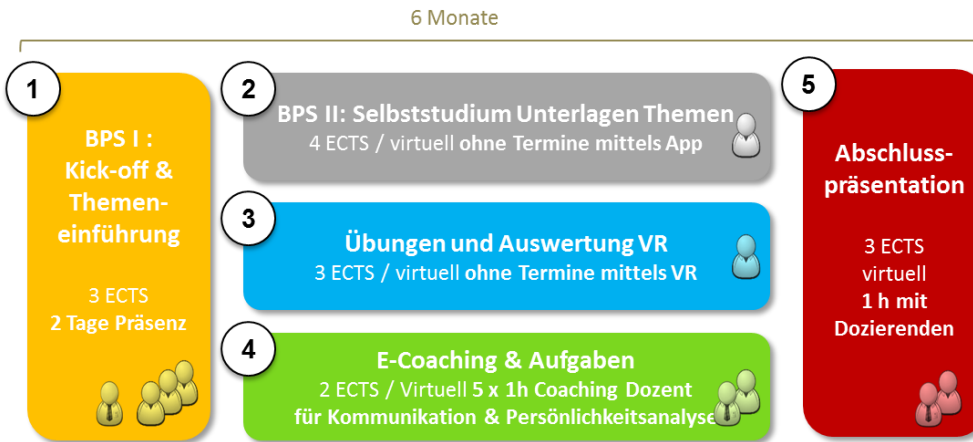 6 Monate
1
BPS I :
Kick-off &
Themen-
einführung
3 ECTS
2 Tage Präsenz
2
BPS II: Selbststudium Unterlagen Themen
4 ECTS / virtuell ohne Termine mittels App
3
Übungen und Auswertung VR
3 ECTS / virtuell ohne Termine mittels VR
4
E-Coaching & Aufgaben
2 ECTS / Virtuell 5 x 1h Coaching Dozent
für Kommunikation & Persönlichkeitsanalyse
5
Abschluss-
präsentation
3 ECTS
virtuell
1 h mit
Dozierenden